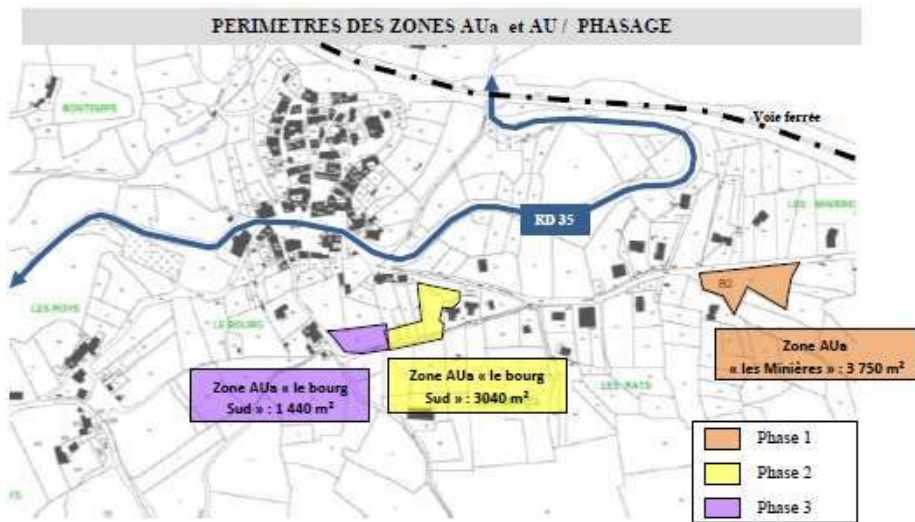 PERIMETRES DES ZONES AUa et AU / PHASAGE
BONTEMPS
Voie ferrée
LES MINIERES
RD 35
82
LES ROYS
LE BOURG
Zone AUa
« les Minières » : 3 750 m²
Zone AUa « le bourg
Sud » : 1 440 m²
Zone AUa « le bourg
Sud » : 3040 m²
LES RATS
Phase 1
Phase 2
Phase 3